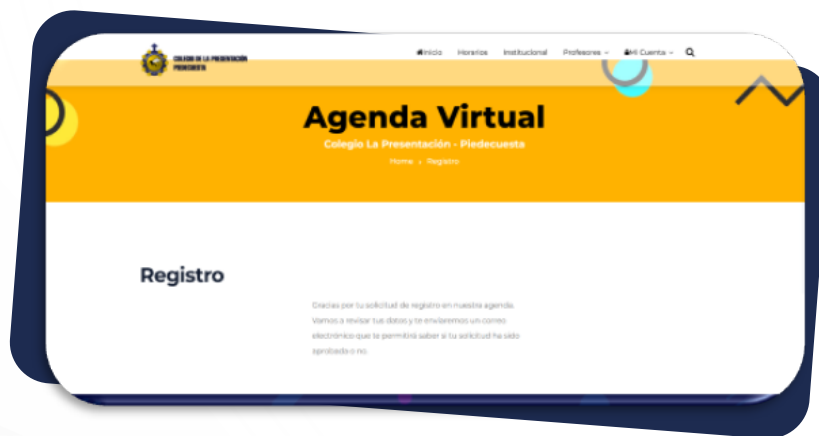 COLEGIO DE LA PRESENTACIÓN
PIEDECUESTA
Inicio Horarios Institucional Profesores Mi Cuenta
Agenda Virtual
Colegio La Presentación - Piedecuesta
Home Registro
Registro
Gracias por tu solicitud de registro en nuestra agenda.
Vamos a revisar tus datos y te enviaremos un correo
electrónico que te permitirá saber si tu solicitud ha sido
aprobada o no.